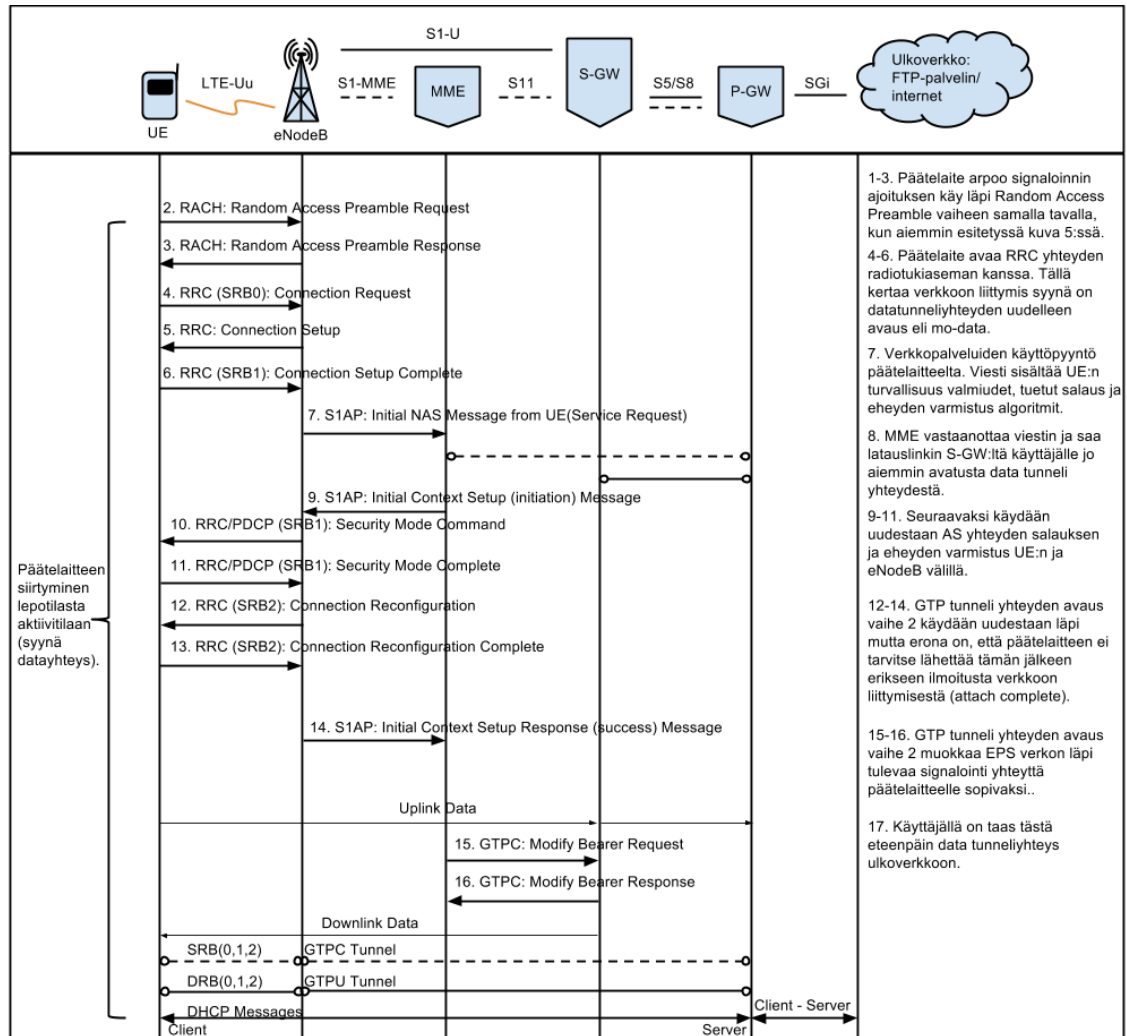 S1-U
LTE-Uu
S1-MME
MME
S11
S-GW
S5/S8
P-GW
SGi
Ulkoverkko:
FTP-palvelin/
internet
UE
eNodeB
2. RACH: Random Access Preamble Request
3. RACH: Random Access Preamble Response
4. RRC (SRB0): Connection Request
5. RRC: Connection Setup
6. RRC (SRB1): Connection Setup Complete
7. S1AP: Initial NAS Message from UE(Service Request)
9. S1AP: Initial Context Setup (initiation) Message
10. RRC/PDCP (SRB1): Security Mode Command
11. RRC/PDCP (SRB1): Security Mode Complete
12. RRC (SRB2): Connection Reconfiguration
13. RRC (SRB2): Connection Reconfiguration Complete
14. S1AP: Initial Context Setup Response (success) Message
Uplink Data
15. GTPC: Modify Bearer Request
16. GTPC: Modify Bearer Response
Downlink Data
SRB(0,1,2)
GTPC Tunnel
DRB(0,1,2)
GTPU Tunnel
DHCP Messages
Client
Server
Client - Server
Päätelaitteen
siirtyminen
lepotilasta
aktiivitilaan
(syynä
datayhteys).
1-3. Päätelaite arpoo signaloinnin
ajoituksen käy läpi Random Access
Preamble vaiheen samalla tavalla,
kun aiemmin esitetyssä kuva 5:ssä.
4-6. Päätelaite avaa RRC yhteyden
radiotukiaseman kanssa. Tällä
kertaa verkkoon liittymis syynä on
datatunneliyhteyden uudelleen
avaus eli mo-data.
7. Verkkopalveluiden käyttöpyyntö
päätelaitteelta. Viesti sisältää UE:n
turvallisuus valmiudet, tuetut salaus ja
eheyden varmistus algoritmit.
8. MME vastaanottaa viestin ja saa
latauslinkin S-GW:ltä käyttäjälle jo
aiemmin avatusta data tunneli
yhteydestä.
9-11. Seuraavaksi käydään
uudestaan AS yhteyden salauksen
ja eheyden varmistus UE:n ja
eNodeB välillä.
12-14. GTP tunneli yhteyden avaus
vaihe 2 käydään uudestaan läpi
mutta erona on, että päätelaitteen ei
tarvitse lähettää tämän jälkeen
erikseen ilmoitusta verkkoon
liittymisestä (attach complete).
15-16. GTP tunneli yhteyden avaus
vaihe 2 muokkaa EPS verkon läpi
tulevaa signalointi yhteyttä
päätelaitteelle sopivaksi..
17. Käyttäjällä on taas tästä
eteenpäin data tunneliyhteys
ulkoverkkoon.